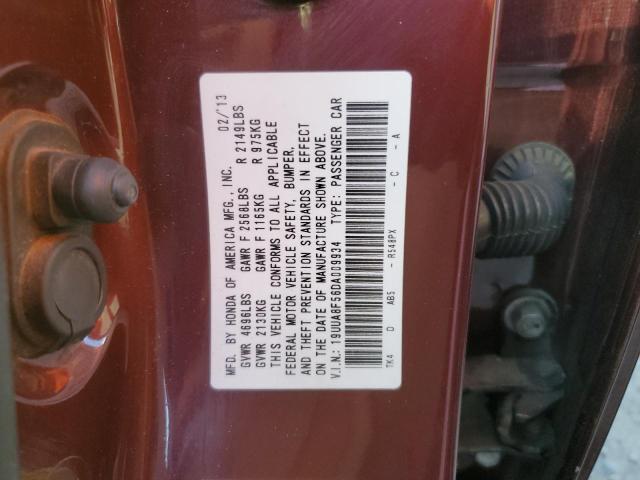 MFD. BY HONDA OF AMERICA MFG., INC. 02/'13
GVWR 4696LBS GAWR F 2568LBS R 2149LBS
GVWR 2130KG GAWR F 1165KG R 975KG
THIS VEHICLE CONFORMS TO ALL APPLICABLE
FEDERAL MOTOR VEHICLE SAFETY, BUMPER,
AND THEFT PREVENTION STANDARDS IN EFFECT
ON THE DATE OF MANUFACTURE SHOWN ABOVE.
V.I.N.: 19UUA8F56DA009934 TYPE: PASSENGER CAR
TK4 D AB5 - R548PX - C - A